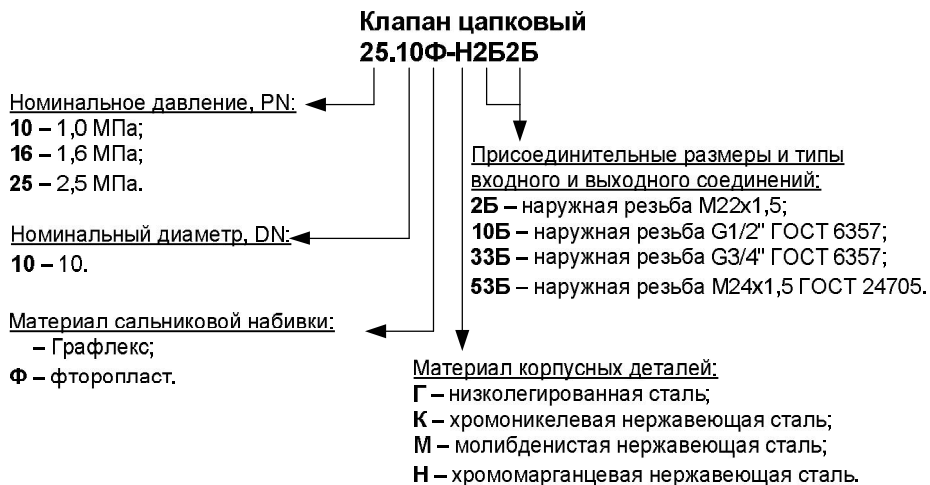 Клапан цапковый
25.10Ф-Н2Б2Б
Номинальное давление, PN:
10 – 1,0 МПа;
16 – 1,6 МПа;
25 – 2,5 МПа.
Номинальный диаметр, DN:
10 – 10.
Материал сальниковой набивки:
– Графлекс;
Ф – фторопласт.
Присоединительные размеры и типы
входного и выходного соединений:
2Б – наружная резьба М22х1,5;
10Б – наружная резьба G1/2" ГОСТ 6357;
33Б – наружная резьба G3/4" ГОСТ 6357;
53Б – наружная резьба М24х1,5 ГОСТ 24705.
Материал корпусных деталей:
Г – низколегированная сталь;
К – хромоникелевая нержавеющая сталь;
М – молибденистая нержавеющая сталь;
Н – хромомарганцевая нержавеющая сталь.